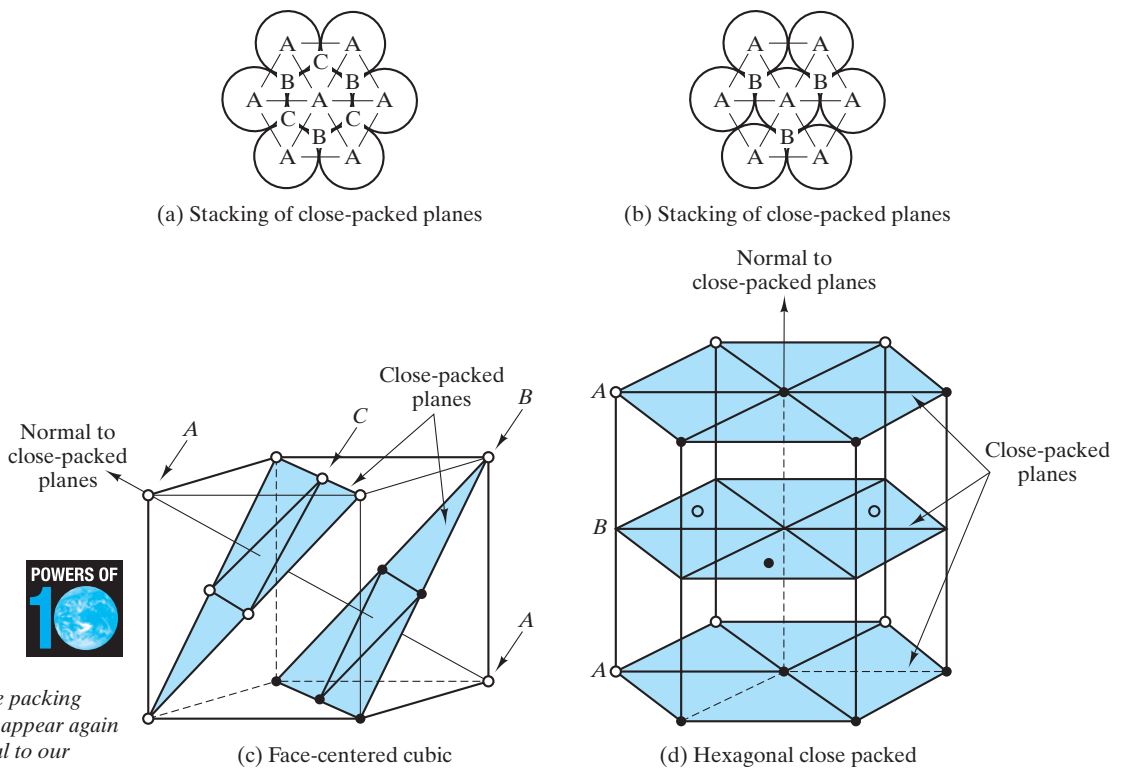 A A
C
B B
A A A
C C
B
A A
(a) Stacking of close-packed planes
A A
B B
A A A
B
A A
(b) Stacking of close-packed planes
Normal to
close-packed planes
Close-packed
planes
B
C
A
Normal to
close-packed
planes
A
POWERS OF
10
e packing
appear again
al to our
(c) Face-centered cubic
A
B
A
Close-packed
planes
(d) Hexagonal close packed